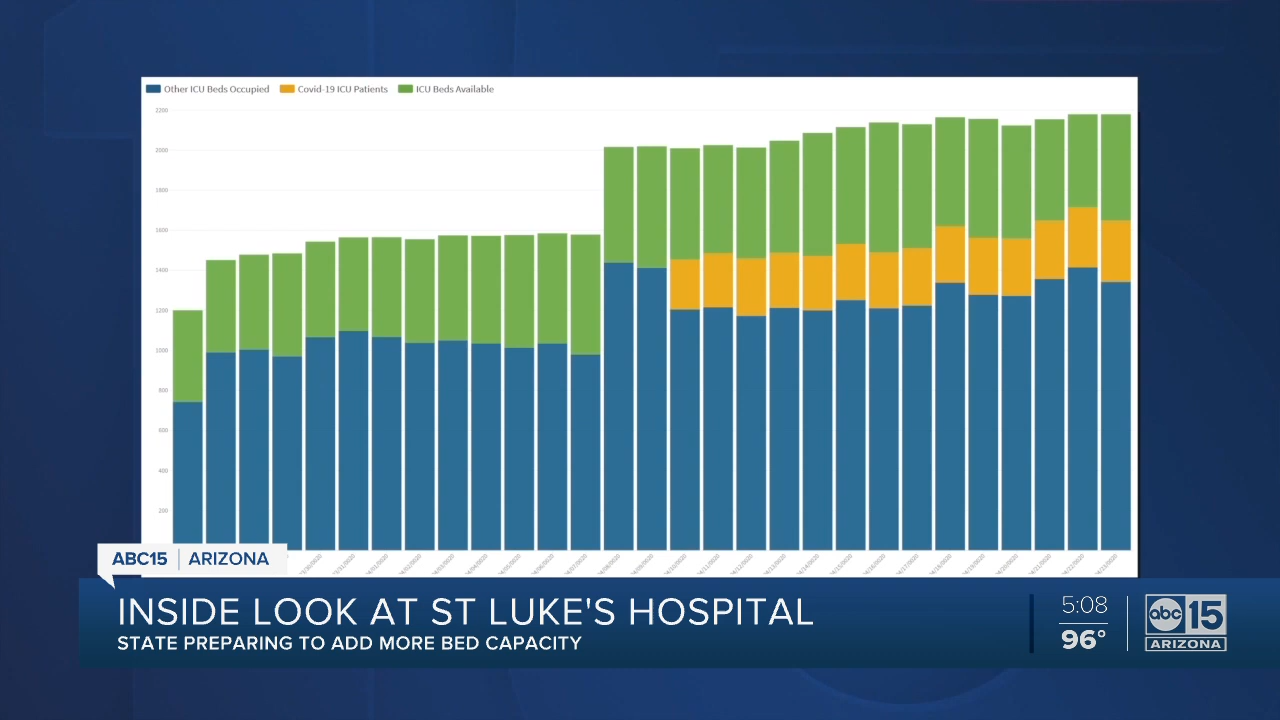 Other ICU Beds Occupied Covid-19 ICU Patients ICU Beds Available
2200
2000
1800
1600
1400
1200
1000
800
600
400
200
ABC15 ARIZONA
INSIDE LOOK AT ST LUKE'S HOSPITAL
STATE PREPARING TO ADD MORE BED CAPACITY
5:08
96°
abc 15
ARIZONA